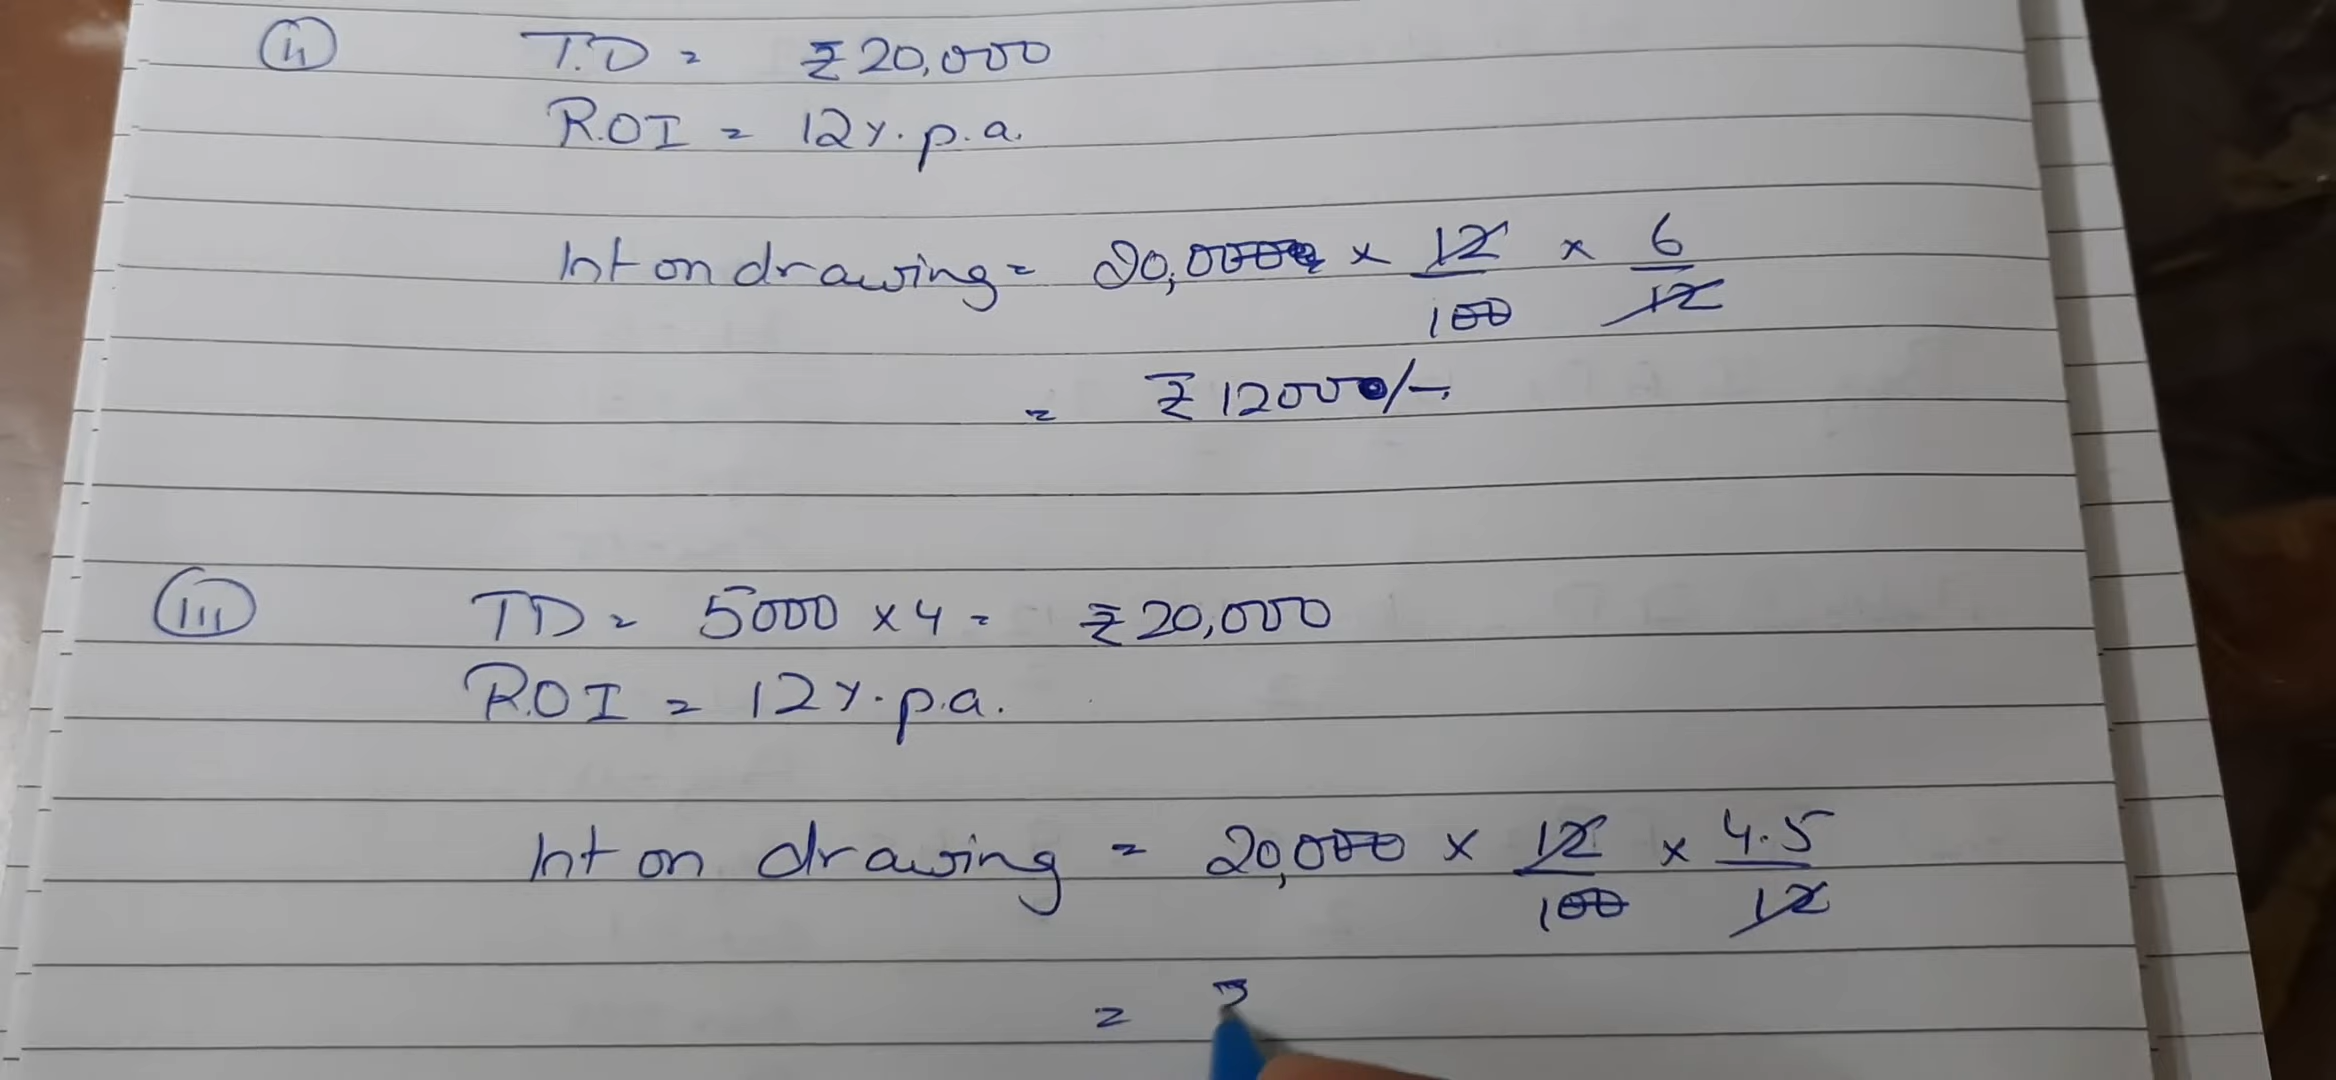 (ii) T.D = ₹20,000
R.O.I = 12%. p.a.
Int on drawing = 20,000 × 12/100 × 6/12
= ₹1200/-
(iii) TD = 5000 × 4 = ₹20,000
R.O.I = 12%. p.a.
Int on drawing = 20,000 × 12/100 × 4.5/12
=